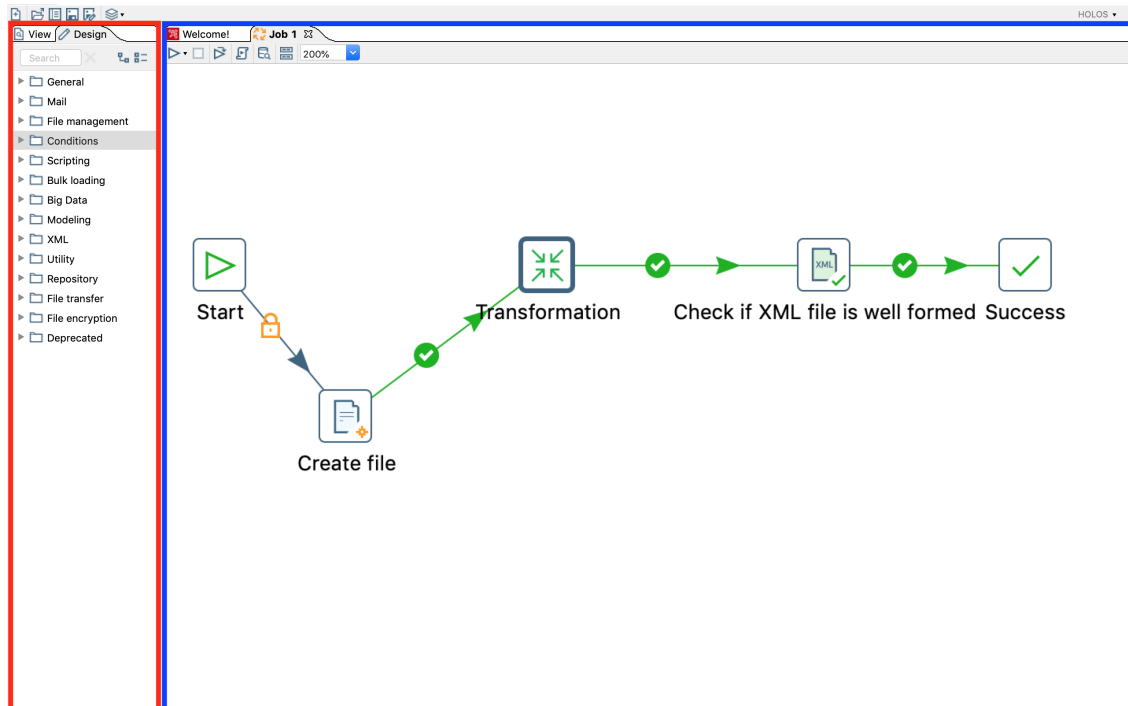 HOLOS
View Design
Search
General
Mail
File management
Conditions
Scripting
Bulk loading
Big Data
Modeling
XML
Utility
Repository
File transfer
File encryption
Deprecated
Welcome! Job 1
200%
Start
Create file
Transformation
XML
Check if XML file is well formed
Success